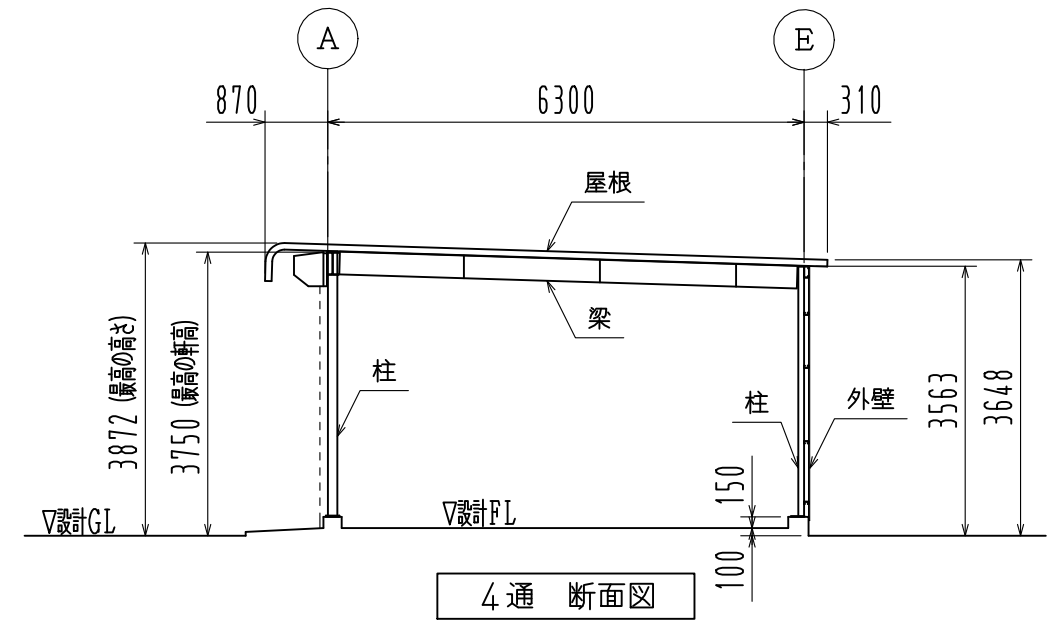 A
E
870
6300
310
屋根
梁
柱
柱
外壁
3872 (最高の高さ)
3750 (最高の軒高)
3563
3648
150
100
▽設計GL
▽設計FL
4通 断面図